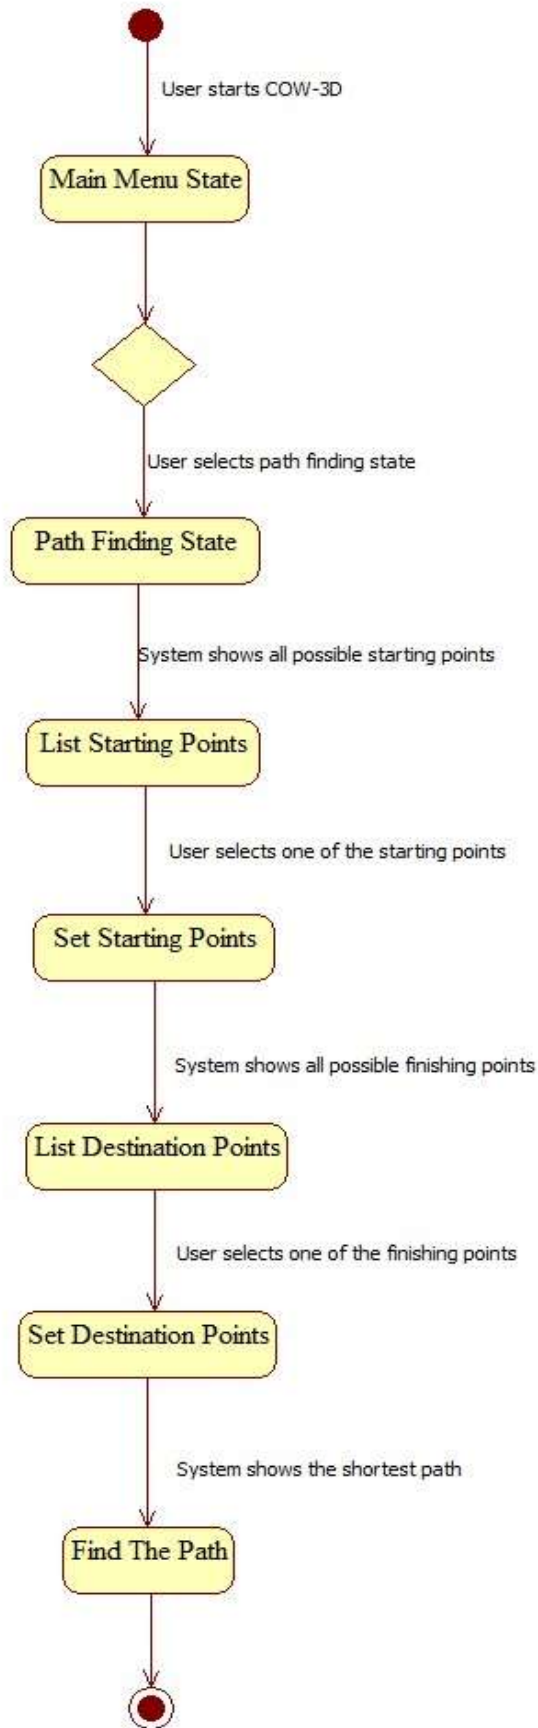 User starts COW-3D
Main Menu State
User selects path finding state
Path Finding State
System shows all possible starting points
List Starting Points
User selects one of the starting points
Set Starting Points
System shows all possible finishing points
List Destination Points
User selects one of the finishing points
Set Destination Points
System shows the shortest path
Find The Path